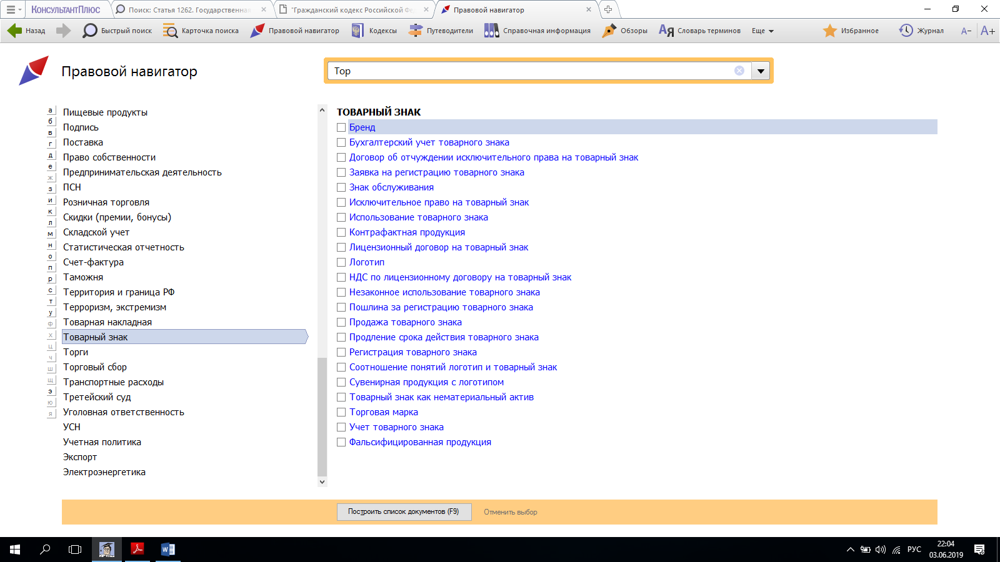 КОНСУЛЬТАНТПЛЮС
Поиск: Статья 1262. Государственная
"Гражданский кодекс Российской Фе
Правовой навигатор
Назад
Быстрый поиск
Карточка поиска
Правовой навигатор
Кодексы
Путеводители
Справочная информация
Обзоры
Словарь терминов
Еще
Избранное
Журнал
А−
А+
Правовой навигатор
Тор
а
б
в
г
д
е
ж
з
и
к
л
м
н
о
п
р
с
т
у
ф
х
ц
ч
ш
щ
э
ю
я
Пищевые продукты
Подпись
Поставка
Право собственности
Предпринимательская деятельность
ПСН
Розничная торговля
Скидки (премии, бонусы)
Складской учет
Статистическая отчетность
Счет-фактура
Таможня
Территория и граница РФ
Терроризм, экстремизм
Товарная накладная
Товарный знак
Торги
Торговый сбор
Транспортные расходы
Третейский суд
Уголовная ответственность
УСН
Учетная политика
Экспорт
Электроэнергетика
ТОВАРНЫЙ ЗНАК
Бренд
Бухгалтерский учет товарного знака
Договор об отчуждении исключительного права на товарный знак
Заявка на регистрацию товарного знака
Знак обслуживания
Исключительное право на товарный знак
Использование товарного знака
Контрафактная продукция
Лицензионный договор на товарный знак
Логотип
НДС по лицензионному договору на товарный знак
Незаконное использование товарного знака
Пошлина за регистрацию товарного знака
Продажа товарного знака
Продление срока действия товарного знака
Регистрация товарного знака
Соотношение понятий логотип и товарный знак
Сувенирная продукция с логотипом
Товарный знак как нематериальный актив
Торговая марка
Учет товарного знака
Фальсифицированная продукция
Построить список документов (F9)
Отменить выбор
РУС
22:04
03.06.2019